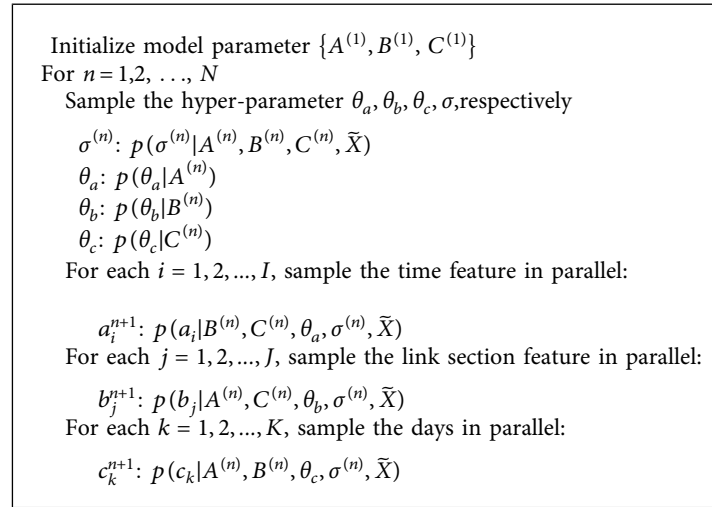 Initialize model parameter {A^(1), B^(1), C^(1)}
For n = 1,2, . . ., N
Sample the hyper-parameter θ_a, θ_b, θ_c, σ,respectively
σ^(n): p(σ^(n)|A^(n), B^(n), C^(n), X̃)
θ_a: p(θ_a|A^(n))
θ_b: p(θ_b|B^(n))
θ_c: p(θ_c|C^(n))
For each i = 1, 2, ..., I, sample the time feature in parallel:
a_i^{n+1}: p(a_i|B^(n), C^(n), θ_a, σ^(n), X̃)
For each j = 1, 2, ..., J, sample the link section feature in parallel:
b_j^{n+1}: p(b_j|A^(n), C^(n), θ_b, σ^(n), X̃)
For each k = 1, 2, ..., K, sample the days in parallel:
c_k^{n+1}: p(c_k|A^(n), B^(n), θ_c, σ^(n), X̃)